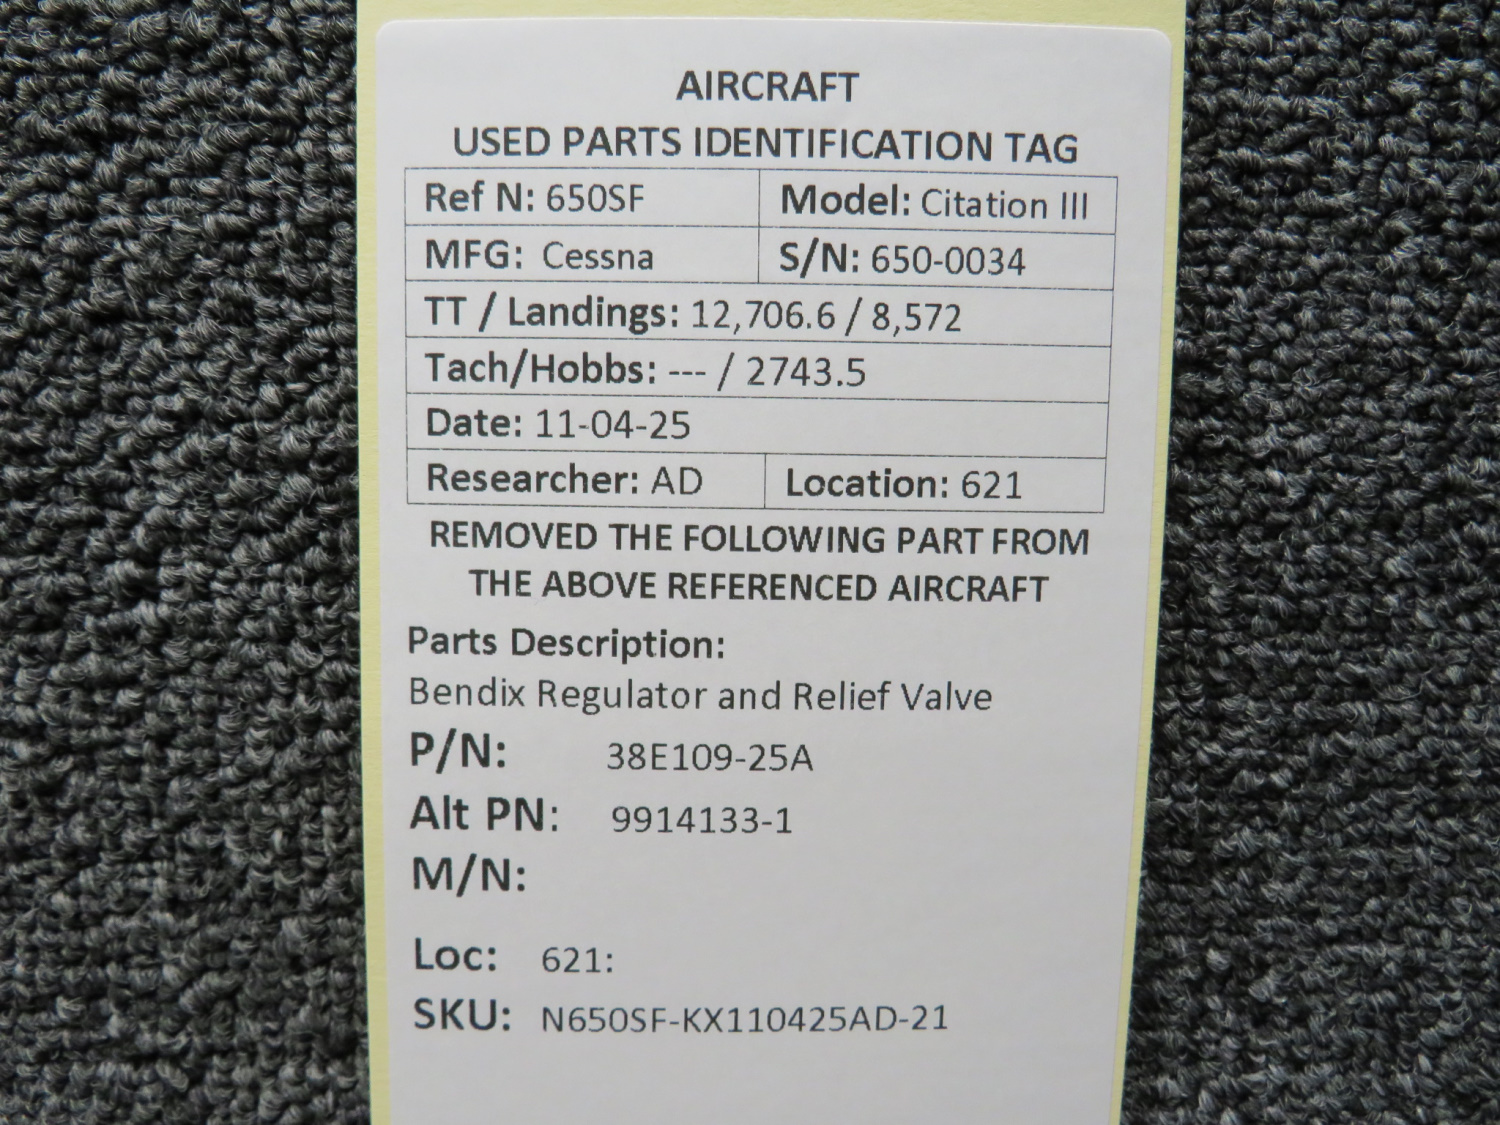 AIRCRAFT
USED PARTS IDENTIFICATION TAG
Ref N: 650SF Model: Citation III
MFG: Cessna S/N: 650-0034
TT / Landings: 12,706.6 / 8,572
Tach/Hobbs: --- / 2743.5
Date: 11-04-25
Researcher: AD Location: 621
REMOVED THE FOLLOWING PART FROM
THE ABOVE REFERENCED AIRCRAFT
Parts Description:
Bendix Regulator and Relief Valve
P/N: 38E109-25A
Alt PN: 9914133-1
M/N:
Loc: 621:
SKU: N650SF-KX110425AD-21